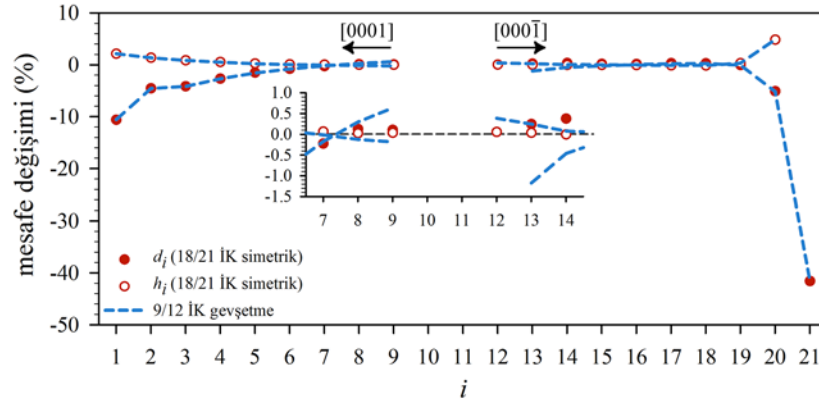 [0001]
[0001̄]
10
0
-10
-20
-30
-40
-50
mesafe değişimi (%)
1.0
0.5
0.0
-0.5
-1.0
-1.5
7 8 9 10 11 12 13 14
d_i (18/21 İK simetrik)
h_i (18/21 İK simetrik)
9/12 İK gevşetme
1 2 3 4 5 6 7 8 9 10 11 12 13 14 15 16 17 18 19 20 21
i